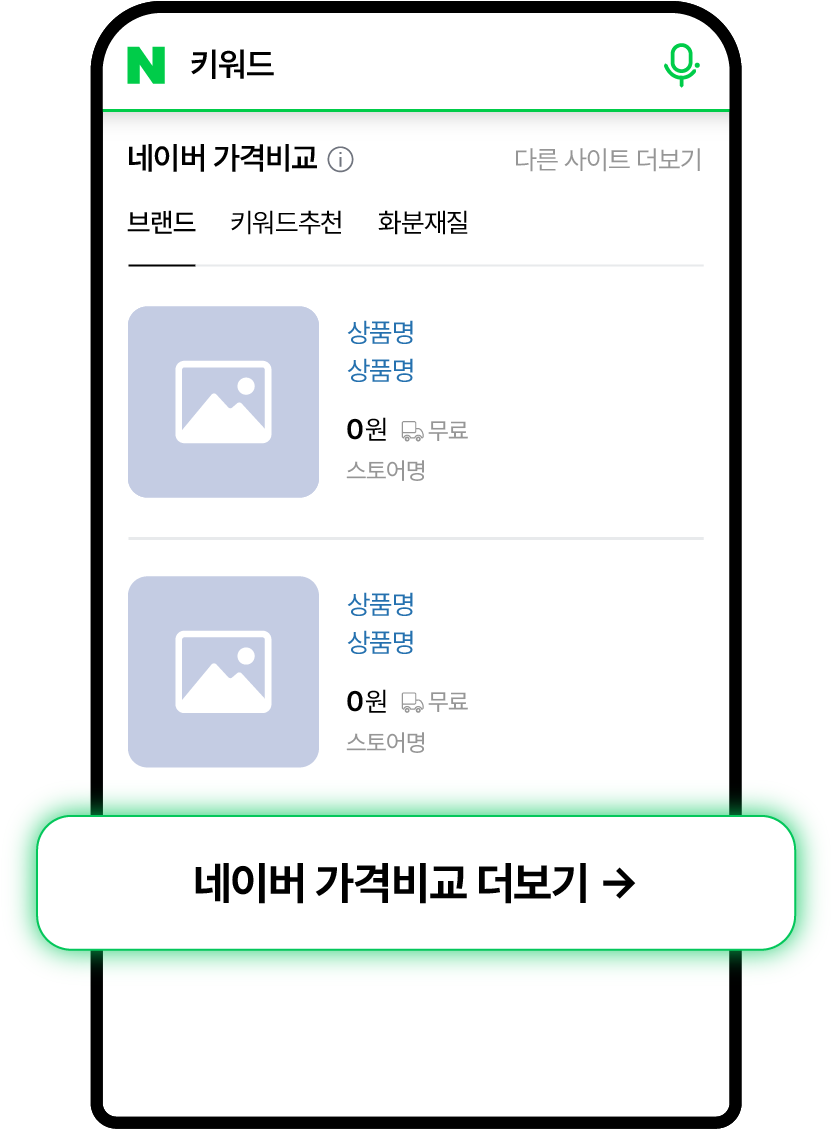 N 키워드
네이버 가격비교 ⓘ 다른 사이트 더보기
브랜드 키워드추천 화분재질
상품명
상품명
0원 무료
스토어명
상품명
상품명
0원 무료
스토어명
네이버 가격비교 더보기 →